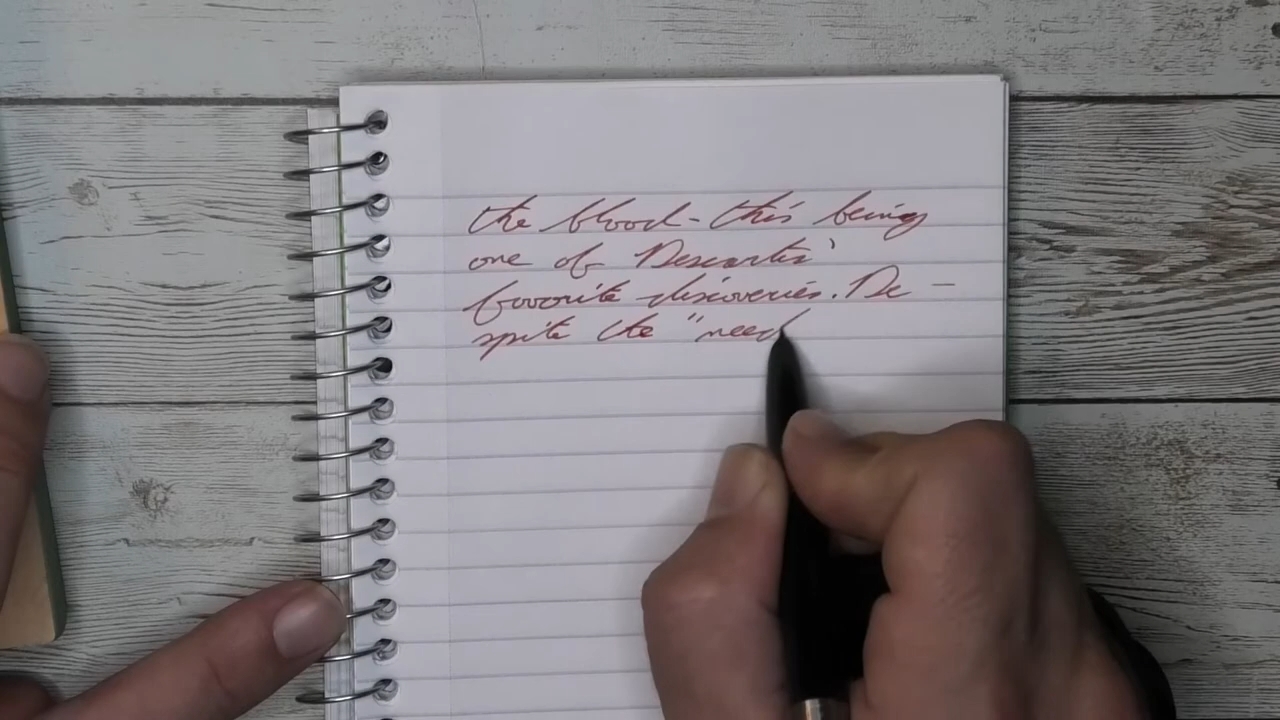 the blood - this being
one of Descartes'
favorite discoveries. De -
spite the "need